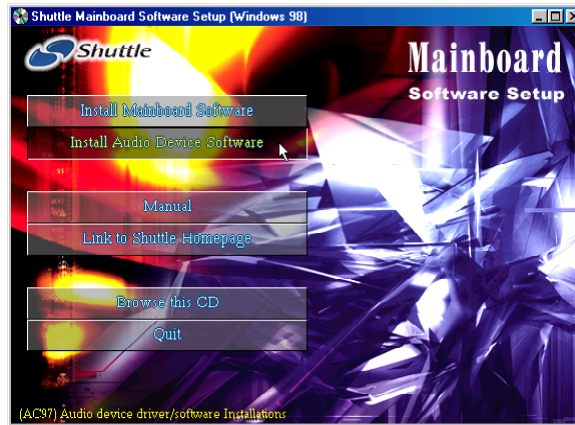 Shuttle Mainboard Software Setup (Windows 98)
Shuttle
Mainboard
Software Setup
Install Mainboard Software
Install Audio Device Software
Manual
Link to Shuttle Homepage
Browse this CD
Quit
(AC97) Audio device driver/software Installations